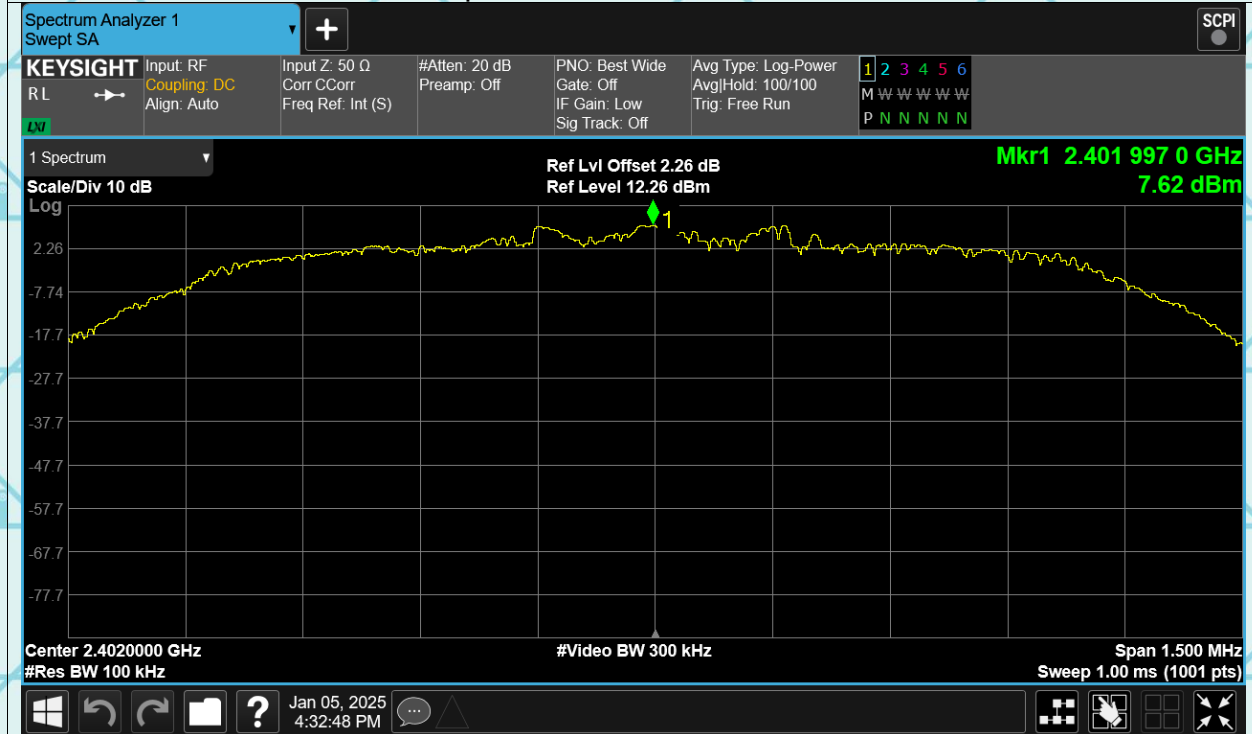 Spectrum Analyzer 1
Swept SA
+
SCPI
KEYSIGHT
R L
LXI
Input: RF
Coupling: DC
Align: Auto
Input Z: 50 Ω
Corr CCorr
Freq Ref: Int (S)
#Atten: 20 dB
Preamp: Off
PNO: Best Wide
Gate: Off
IF Gain: Low
Sig Track: Off
Avg Type: Log-Power
Avg|Hold: 100/100
Trig: Free Run
1 2 3 4 5 6
M W W W W W
P N N N N N
1 Spectrum
Scale/Div 10 dB
Log
Ref Lvl Offset 2.26 dB
Ref Level 12.26 dBm
Mkr1 2.401 997 0 GHz
7.62 dBm
1
2.26
-7.74
-17.7
-27.7
-37.7
-47.7
-57.7
-67.7
-77.7
Center 2.4020000 GHz
#Res BW 100 kHz
#Video BW 300 kHz
Span 1.500 MHz
Sweep 1.00 ms (1001 pts)
?
Jan 05, 2025
4:32:48 PM